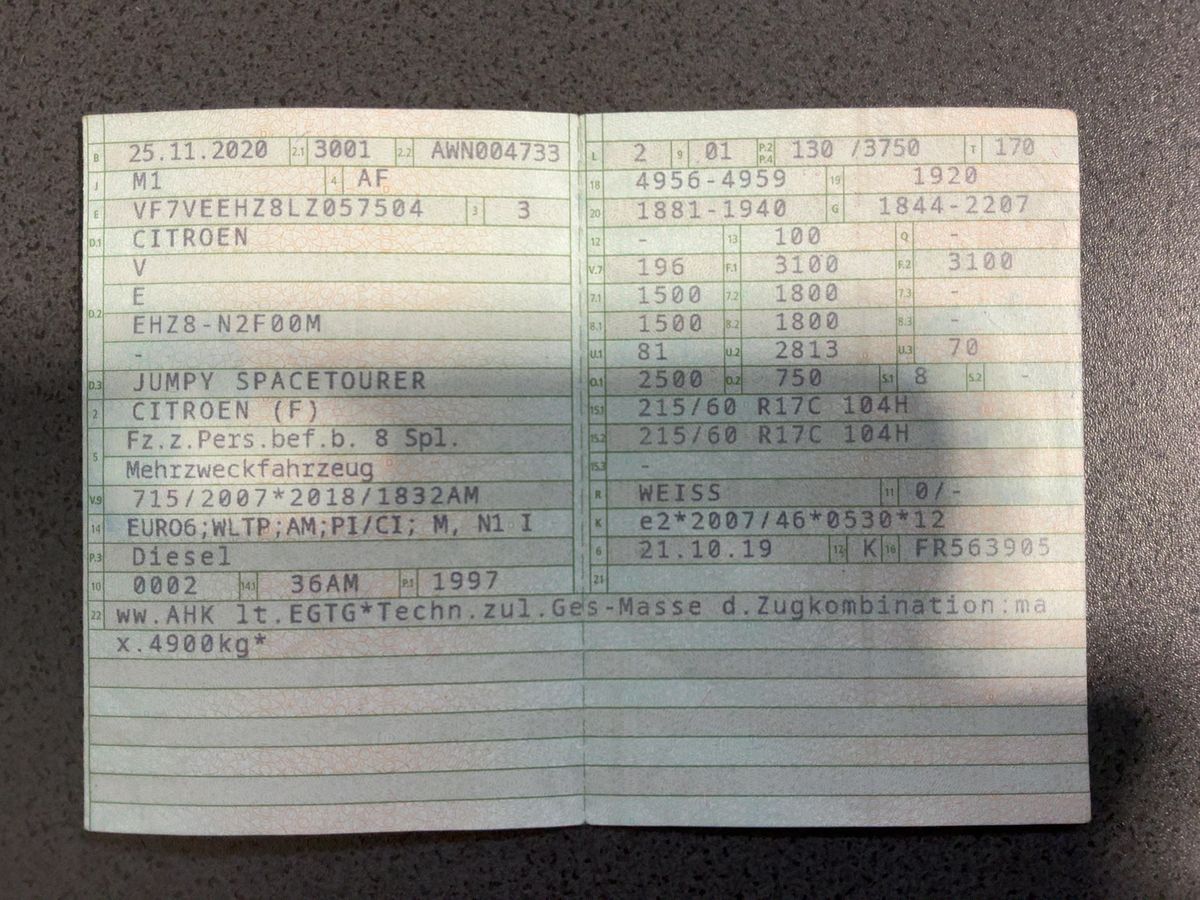 B 25.11.2020 2.1 3001 2.2 AWN004733
J M1 4 AF
E VF7VEEHZ8LZ057504 3 3
D.1 CITROEN
V
D.2 E
EHZ8-N2F00M
-
D.3 JUMPY SPACETOURER
2 CITROEN (F)
5 Fz.z.Pers.bef.b. 8 Spl.
Mehrzweckfahrzeug
V.9 715/2007*2018/1832AM
14 EURO6;WLTP;AM;PI/CI; M, N1 I
P.3 Diesel
10 0002 14.1 36AM P.1 1997
L 2 9 01 P.2 P.4 130 /3750 T 170
18 4956-4959 19 1920
20 1881-1940 G 1844-2207
12 - 13 100 Q -
V.7 196 F.1 3100 F.2 3100
7.1 1500 7.2 1800 7.3 -
8.1 1500 8.2 1800 8.3 -
U.1 81 U.2 2813 U.3 70
O.1 2500 O.2 750 S.1 8 S.2 -
15.1 215/60 R17C 104H
15.2 215/60 R17C 104H
15.3 -
R WEISS 11 0/-
K e2*2007/46*0530*12
6 21.10.19 17 K 16 FR563905
21
22 ww.AHK lt.EGTG*Techn.zul.Ges-Masse d.Zugkombination:ma
x.4900kg*